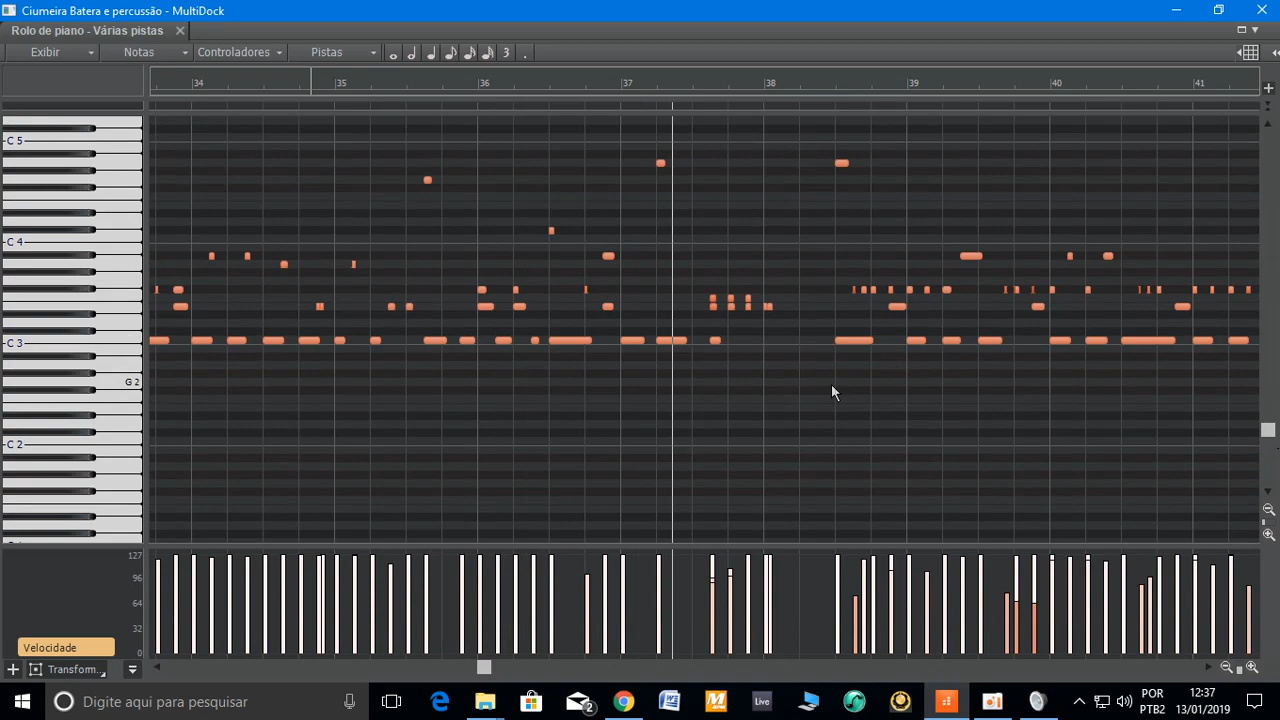 Ciumeira Batera e percussão - MultiDock
Rolo de piano - Várias pistas
Exibir Notas Controladores Pistas 3 .
34 35 36 37 38 39 40 41
C 5
C 4
C 3
G 2
C 2
127
96
64
32
0
Velocidade
Transform..
Digite aqui para pesquisar
2
Live
POR
PTB2
12:37
13/01/2019